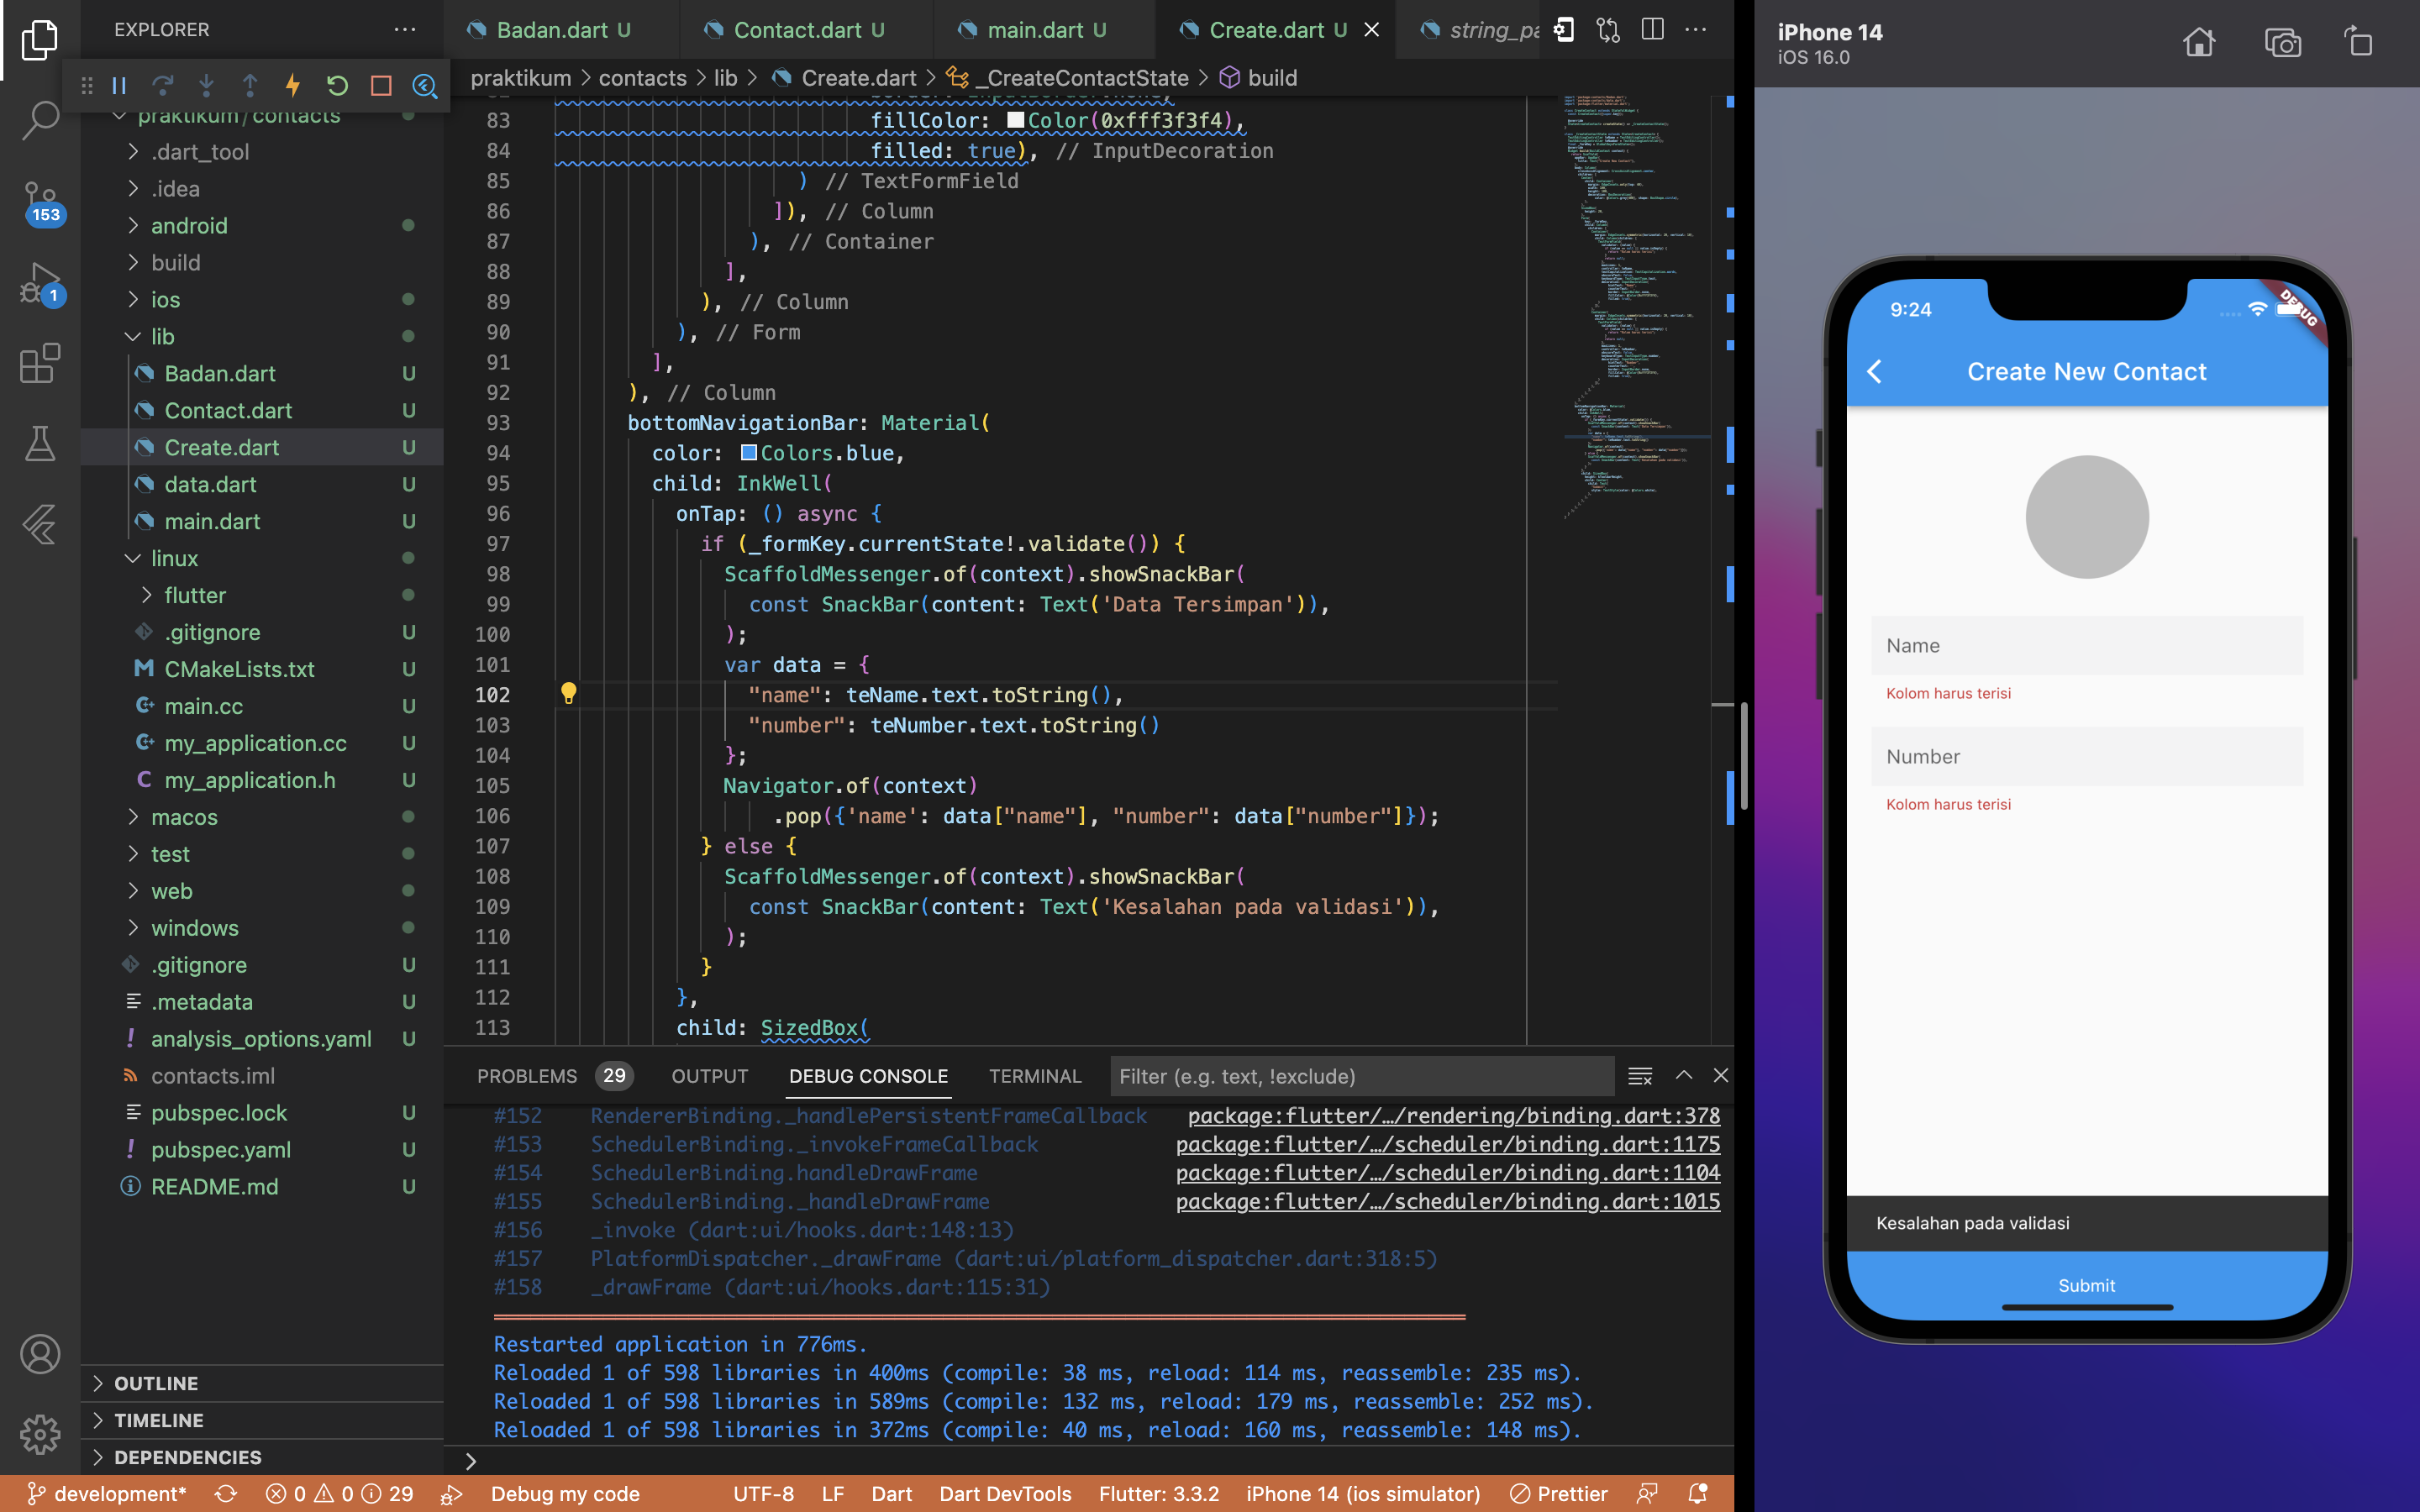 EXPLORER
praktikum/contacts
.dart_tool
.idea
android
build
ios
lib
Badan.dart U
Contact.dart U
Create.dart U
data.dart U
main.dart U
linux
flutter
.gitignore U
CMakeLists.txt U
main.cc U
my_application.cc U
my_application.h U
macos
test
web
windows
.gitignore U
.metadata U
analysis_options.yaml U
contacts.iml
pubspec.lock U
pubspec.yaml U
README.md U
OUTLINE
TIMELINE
DEPENDENCIES
153
1
Badan.dart U
Contact.dart U
main.dart U
Create.dart U
string_pa
praktikum > contacts > lib > Create.dart > _CreateContactState > build
83 fillColor: Color(0xfff3f3f4),
84 filled: true), // InputDecoration
85 ) // TextFormField
86 ]), // Column
87 ), // Container
88 ],
89 ), // Column
90 ), // Form
91 ],
92 ), // Column
93 bottomNavigationBar: Material(
94 color: Colors.blue,
95 child: InkWell(
96 onTap: () async {
97 if (_formKey.currentState!.validate()) {
98 ScaffoldMessenger.of(context).showSnackBar(
99 const SnackBar(content: Text('Data Tersimpan')),
100 );
101 var data = {
102 "name": teName.text.toString(),
103 "number": teNumber.text.toString()
104 };
105 Navigator.of(context)
106 .pop({'name': data["name"], "number": data["number"]});
107 } else {
108 ScaffoldMessenger.of(context).showSnackBar(
109 const SnackBar(content: Text('Kesalahan pada validasi')),
110 );
111 }
112 },
113 child: SizedBox(
PROBLEMS 29 OUTPUT DEBUG CONSOLE TERMINAL Filter (e.g. text, !exclude)
#152 RendererBinding._handlePersistentFrameCallback package:flutter/…/rendering/binding.dart:378
#153 SchedulerBinding._invokeFrameCallback package:flutter/…/scheduler/binding.dart:1175
#154 SchedulerBinding.handleDrawFrame package:flutter/…/scheduler/binding.dart:1104
#155 SchedulerBinding._handleDrawFrame package:flutter/…/scheduler/binding.dart:1015
#156 _invoke (dart:ui/hooks.dart:148:13)
#157 PlatformDispatcher._drawFrame (dart:ui/platform_dispatcher.dart:318:5)
#158 _drawFrame (dart:ui/hooks.dart:115:31)
Restarted application in 776ms.
Reloaded 1 of 598 libraries in 400ms (compile: 38 ms, reload: 114 ms, reassemble: 235 ms).
Reloaded 1 of 598 libraries in 589ms (compile: 132 ms, reload: 179 ms, reassemble: 252 ms).
Reloaded 1 of 598 libraries in 372ms (compile: 40 ms, reload: 160 ms, reassemble: 148 ms).
development* 0 0 29 Debug my code UTF-8 LF Dart Dart DevTools Flutter: 3.3.2 iPhone 14 (ios simulator) Prettier
iPhone 14
iOS 16.0
9:24
DEBUG
Create New Contact
Name
Kolom harus terisi
Number
Kolom harus terisi
Kesalahan pada validasi
Submit